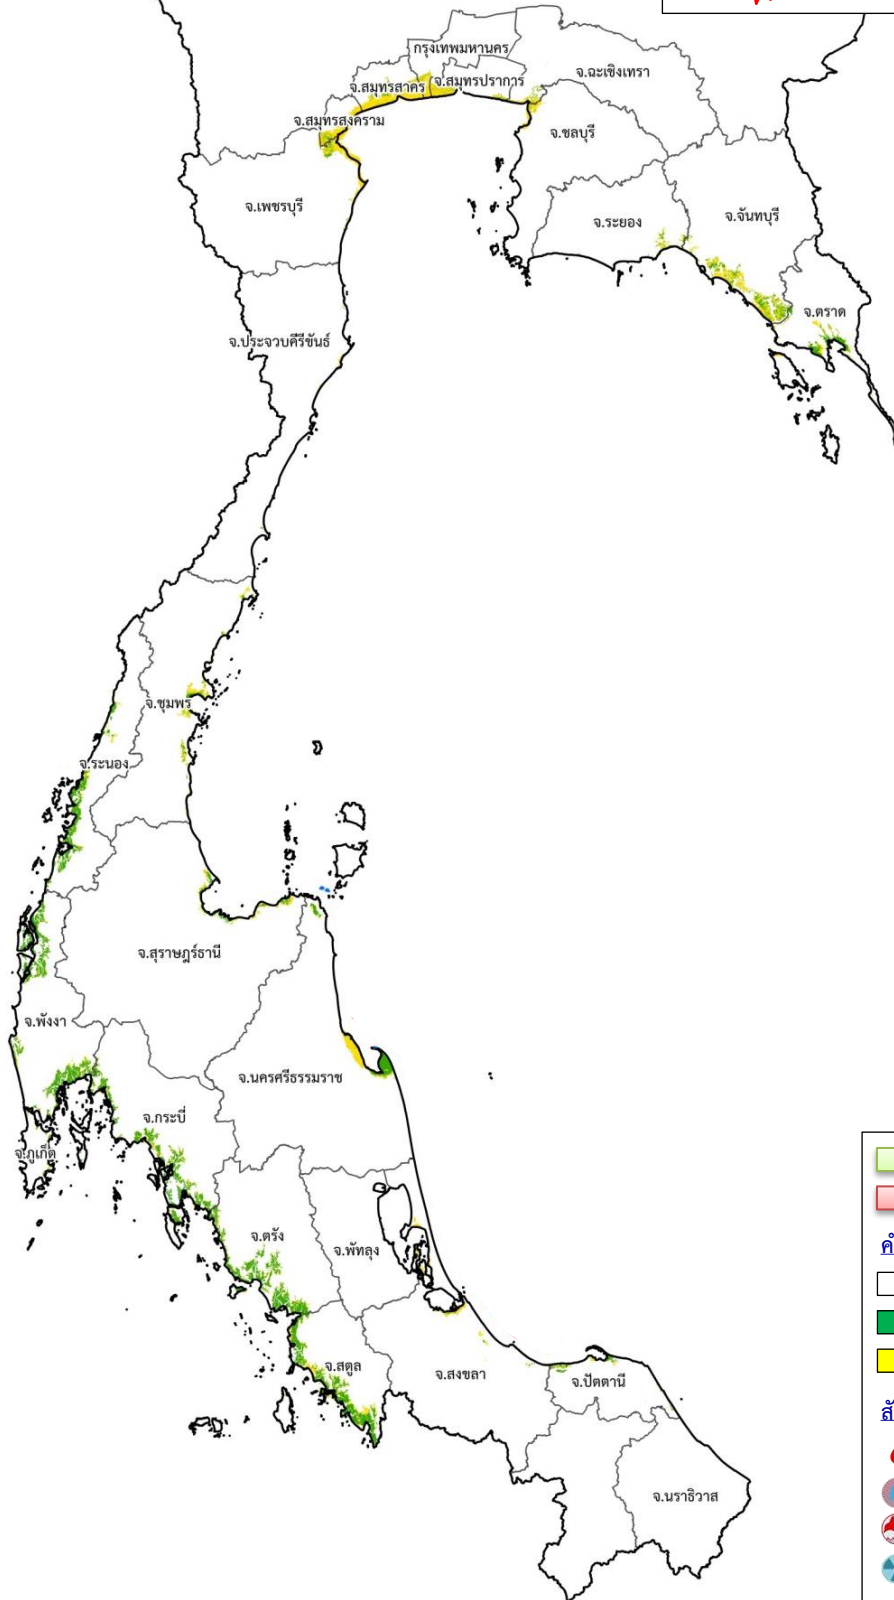 กรุงเทพมหานคร
จ.สมุทรปราการ
จ.ฉะเชิงเทรา
จ.สมุทรสาคร
จ.สมุทรสงคราม
จ.ชลบุรี
จ.เพชรบุรี
จ.ระยอง
จ.จันทบุรี
จ.ตราด
จ.ประจวบคีรีขันธ์
จ.ชุมพร
จ.ระนอง
จ.สุราษฎร์ธานี
จ.พังงา
จ.นครศรีธรรมราช
จ.กระบี่
จ.ภูเก็ต
จ.ตรัง
จ.พัทลุง
จ.สตูล
จ.สงขลา
จ.ปัตตานี
จ.นราธิวาส